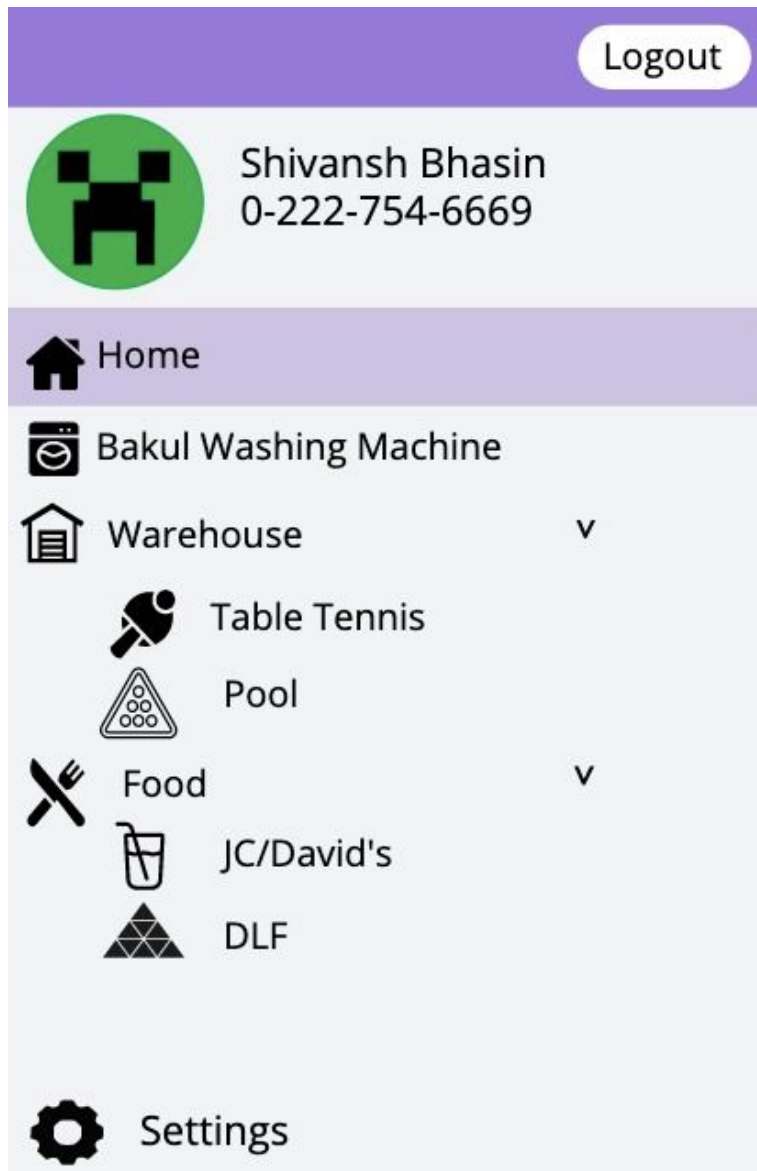 Logout
Shivansh Bhasin
0-222-754-6669
Home
Bakul Washing Machine
Warehouse v
Table Tennis
Pool
Food v
JC/David's
DLF
Settings